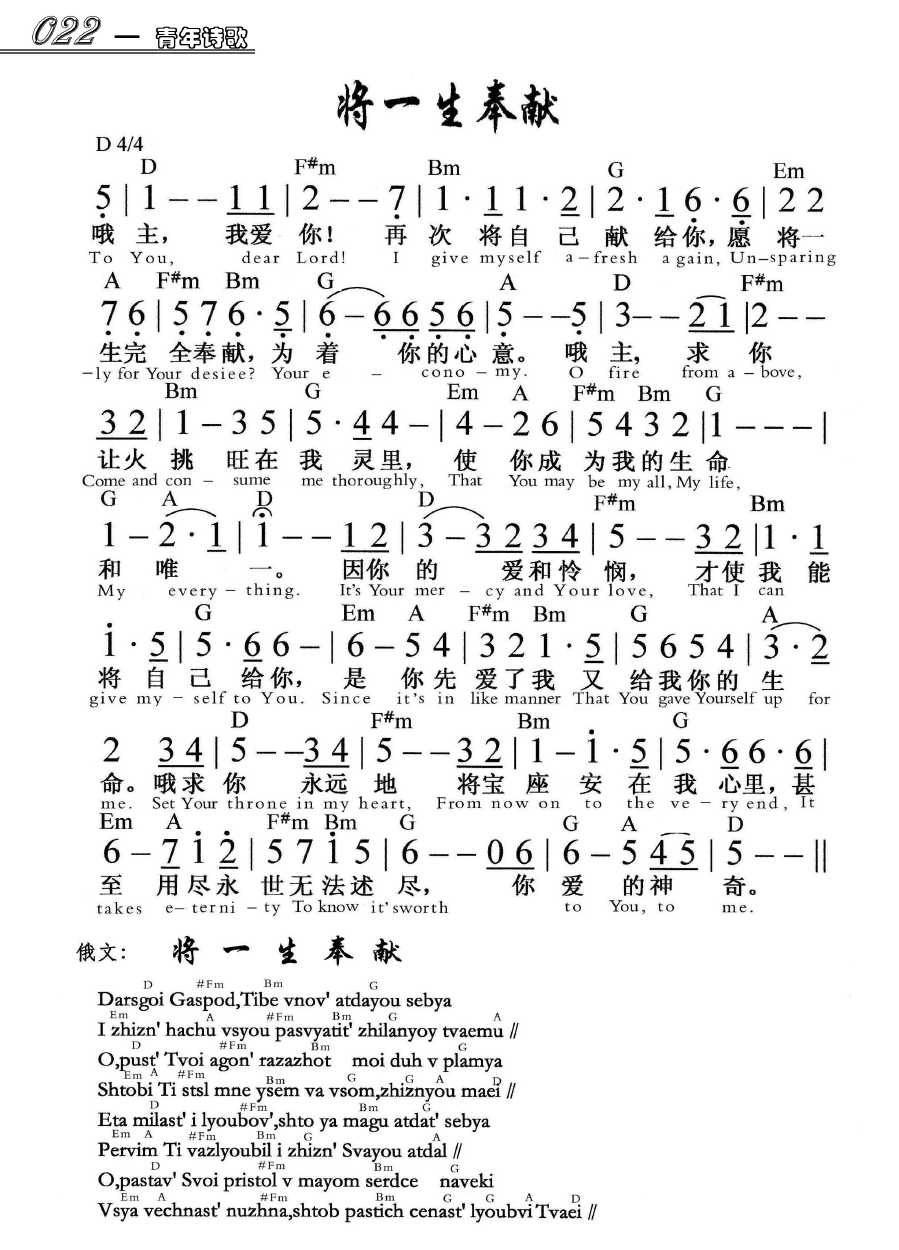 022 — 青年诗歌
将一生奉献
D 4/4
D F#m Bm G Em
5 | 1 - - 1 1 | 2 - - 7 | 1 · 1 1 · 2 | 2 · 1 6 · 6 | 2 2
哦 主, 我爱 你! 再 次 将自 己 献 给你,愿 将一
To You, dear Lord! I give myself a-fresh again, Un-sparing
A F#m Bm G A D F#m
7 6 | 5 7 6 · 5 | 6 - 6 6 5 6 | 5 - - 5 | 3 - - 2 1 | 2 - -
生完 全奉献,为 着 你的心 意。 哦 主, 求 你
-ly for Your desiee? Your e - cono - my. O fire from a-bove,
Bm G Em A F#m Bm G
3 2 | 1 - 3 5 | 5 · 4 4 - | 4 - 2 6 | 5 4 3 2 | 1 - - - |
让火 挑 旺在 我 灵里, 使 你成 为我的生命
Come and con - sume me thoroughly, That You may be my all, My life,
G A D D F#m Bm
1 - 2 · 1 | 1 - - 1 2 | 3 - 3 2 3 4 | 5 - - 3 2 | 1 · 1
和 唯 一。 因你 的 爱和怜 悯, 才使我 能
My every - thing. It's Your mer - cy and Your love, That I can
G Em A F#m Bm G A
1 · 5 | 5 · 6 6 - | 6 - 5 4 | 3 2 1 · 5 | 5 6 5 4 | 3 · 2
将 自 己 给你, 是 你先 爱了我 又 给我你的 生
give my - self to You. Since it's in like manner That You gave Yourself up for
D F#m Bm G
2 3 4 | 5 - - 3 4 | 5 - - 3 2 | 1 - 1 · 5 | 5 · 6 6 · 6 |
命。哦求 你 永远 地 将宝 座 安 在 我 心里,甚
me. Set Your throne in my heart, From now on to the ve - ry end, It
Em A F#m Bm G G A D
6 - 7 1 2 | 5 7 1 5 | 6 - - 0 6 | 6 - 5 4 5 | 5 - - ||
至 用尽永 世无法述 尽, 你 爱 的神 奇。
takes e-terni - ty To know it'sworth to You, to me.
俄文: 将一生奉献
D #Fm Bm G
Darsgoi Gaspod,Tibe vnov' atdayou sebya
Em A #Fm Bm G A
I zhizn' hachu vsyou pasvyatit' zhilanyoy tvaemu //
D #Fm Bm G
O,pust' Tvoi agon' razazhot moi duh v plamya
Em A #Fm Bm G G A D
Shtobi Ti stsl mne ysem va vsom,zhiznyou maei //
D #Fm Bm G
Eta milast' i lyoubov',shto ya magu atdat' sebya
Em A #Fm Bm G A
Pervim Ti vazlyoubil i zhizn' Svayou atdal //
D #Fm Bm G
O,pastav' Svoi pristol v mayom serdce naveki
Em A #Fm Bm G G A D
Vsya vechnast' nuzhna,shtob pastich cenast' lyoubvi Tvaei //